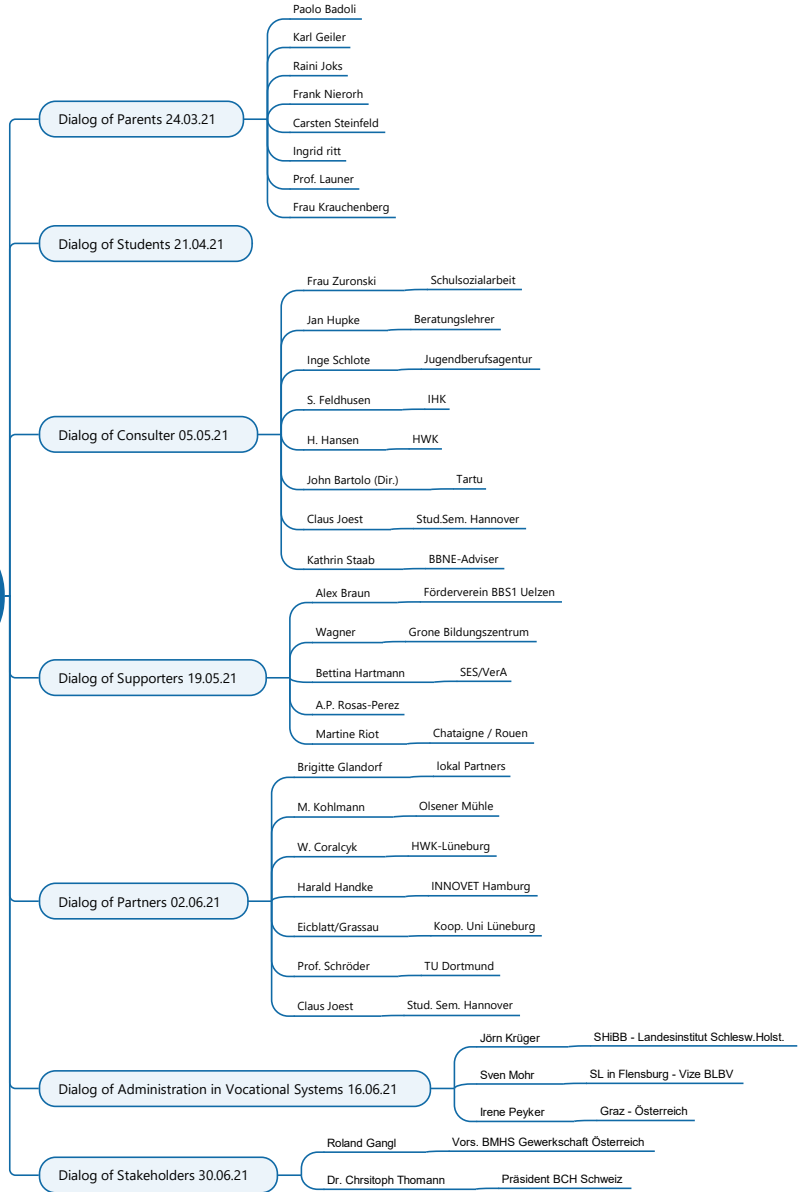 Dialog of Parents 24.03.21
Paolo Badoli
Karl Geiler
Raini Joks
Frank Nierorh
Carsten Steinfeld
Ingrid ritt
Prof. Launer
Frau Krauchenberg
Dialog of Students 21.04.21
Dialog of Consulter 05.05.21
Frau Zuronski Schulsozialarbeit
Jan Hupke Beratungslehrer
Inge Schlote Jugendberufsagentur
S. Feldhusen IHK
H. Hansen HWK
John Bartolo (Dir.) Tartu
Claus Joest Stud.Sem. Hannover
Kathrin Staab BBNE-Adviser
Dialog of Supporters 19.05.21
Alex Braun Förderverein BBS1 Uelzen
Wagner Grone Bildungszentrum
Bettina Hartmann SES/VerA
A.P. Rosas-Perez
Martine Riot Chataigne / Rouen
Dialog of Partners 02.06.21
Brigitte Glandorf lokal Partners
M. Kohlmann Olsener Mühle
W. Coralcyk HWK-Lüneburg
Harald Handke INNOVET Hamburg
Eicblatt/Grassau Koop. Uni Lüneburg
Prof. Schröder TU Dortmund
Claus Joest Stud. Sem. Hannover
Dialog of Administration in Vocational Systems 16.06.21
Jörn Krüger SHiBB - Landesinstitut Schlesw.Holst.
Sven Mohr SL in Flensburg - Vize BLBV
Irene Peyker Graz - Österreich
Dialog of Stakeholders 30.06.21
Roland Gangl Vors. BMHS Gewerkschaft Österreich
Dr. Chrsitoph Thomann Präsident BCH Schweiz